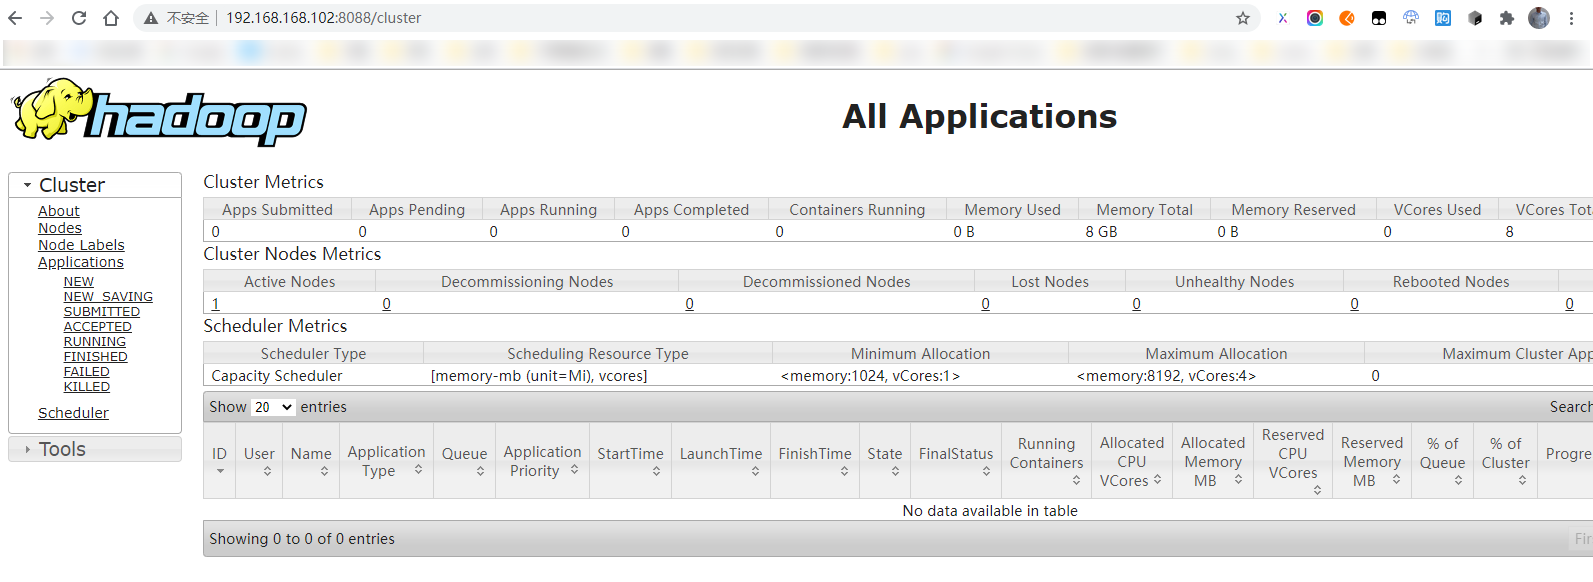 不安全 | 192.168.168.102:8088/cluster
hadoop
All Applications
Cluster
About
Nodes
Node Labels
Applications
NEW
NEW_SAVING
SUBMITTED
ACCEPTED
RUNNING
FINISHED
FAILED
KILLED
Scheduler
Tools
Cluster Metrics
Apps Submitted Apps Pending Apps Running Apps Completed Containers Running Memory Used Memory Total Memory Reserved VCores Used VCores Tot
0 0 0 0 0 0 B 8 GB 0 B 0 8
Cluster Nodes Metrics
Active Nodes Decommissioning Nodes Decommissioned Nodes Lost Nodes Unhealthy Nodes Rebooted Nodes
1 0 0 0 0 0 0
Scheduler Metrics
Scheduler Type Scheduling Resource Type Minimum Allocation Maximum Allocation Maximum Cluster App
Capacity Scheduler [memory-mb (unit=Mi), vcores] <memory:1024, vCores:1> <memory:8192, vCores:4> 0
Show 20 entries Search
ID User Name Application Type Queue Application Priority StartTime LaunchTime FinishTime State FinalStatus Running Containers Allocated CPU VCores Allocated Memory MB Reserved CPU VCores Reserved Memory MB % of Queue % of Cluster Progre
No data available in table
Showing 0 to 0 of 0 entries Fir